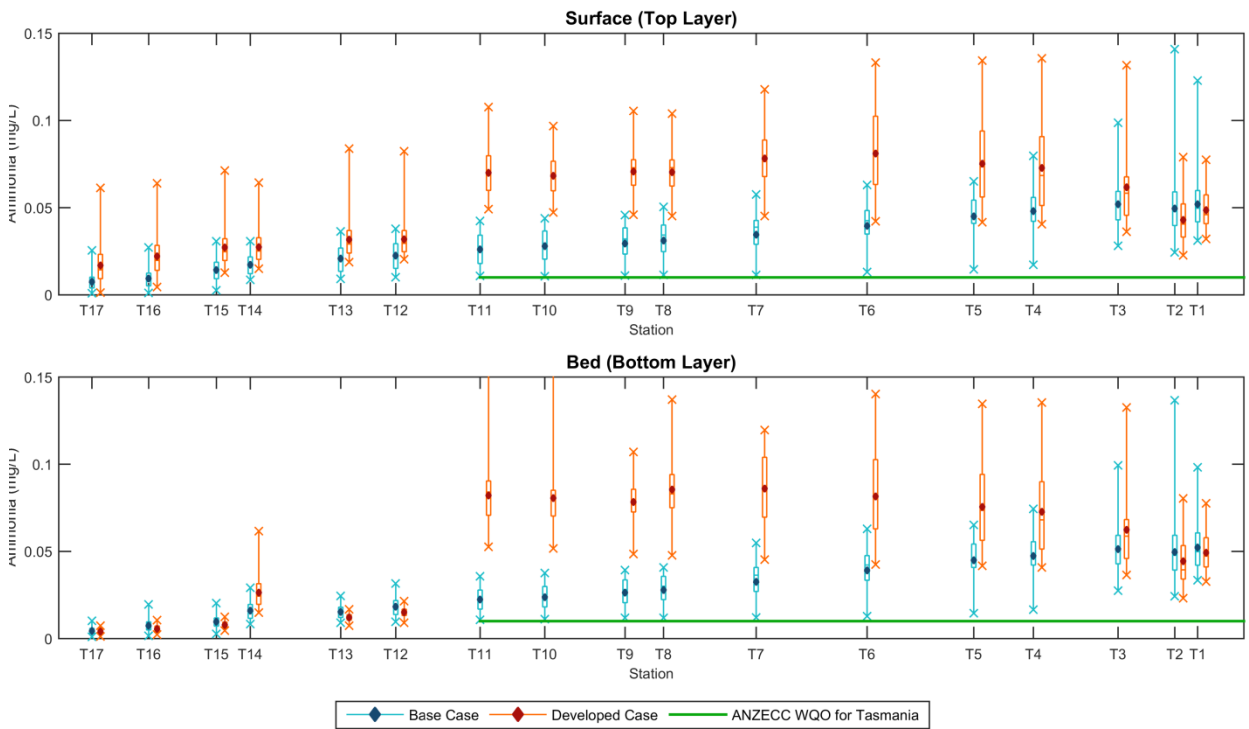 Surface (Top Layer)
0.15
0.1
0.05
0
Ammonia (mg/L)
T17 T16 T15 T14 T13 T12 T11 T10 T9 T8 T7 T6 T5 T4 T3 T2 T1
Station
Bed (Bottom Layer)
0.15
0.1
0.05
0
Ammonia (mg/L)
T17 T16 T15 T14 T13 T12 T11 T10 T9 T8 T7 T6 T5 T4 T3 T2 T1
Station
Base Case Developed Case ANZECC WQO for Tasmania